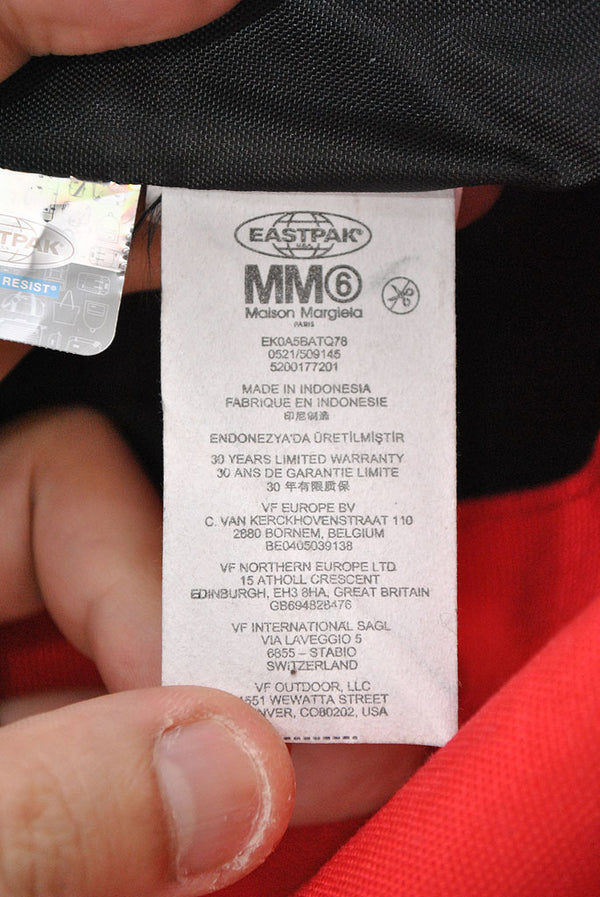 TPAK®
RESIST®
EASTPAK®
U.S.A.
MM⑥
Maison Margiela
PARIS
EK0A5BATQ78
0521/509145
5200177201
MADE IN INDONESIA
FABRIQUE EN INDONESIE
印尼制造
ENDONEZYA'DA ÜRETILMIŞTIR
30 YEARS LIMITED WARRANTY
30 ANS DE GARANTIE LIMITE
30 年有限质保
VF EUROPE BV
C. VAN KERCKHOVENSTRAAT 110
2880 BORNEM, BELGIUM
BE0405039138
VF NORTHERN EUROPE LTD
15 ATHOLL CRESCENT
EDINBURGH, EH3 8HA, GREAT BRITAIN
GB694828476
VF INTERNATIONAL SAGL
VIA LAVEGGIO 5
6855 – STABIO
SWITZERLAND
VF OUTDOOR, LLC
1551 WEWATTA STREET
NVER, CO80202, USA